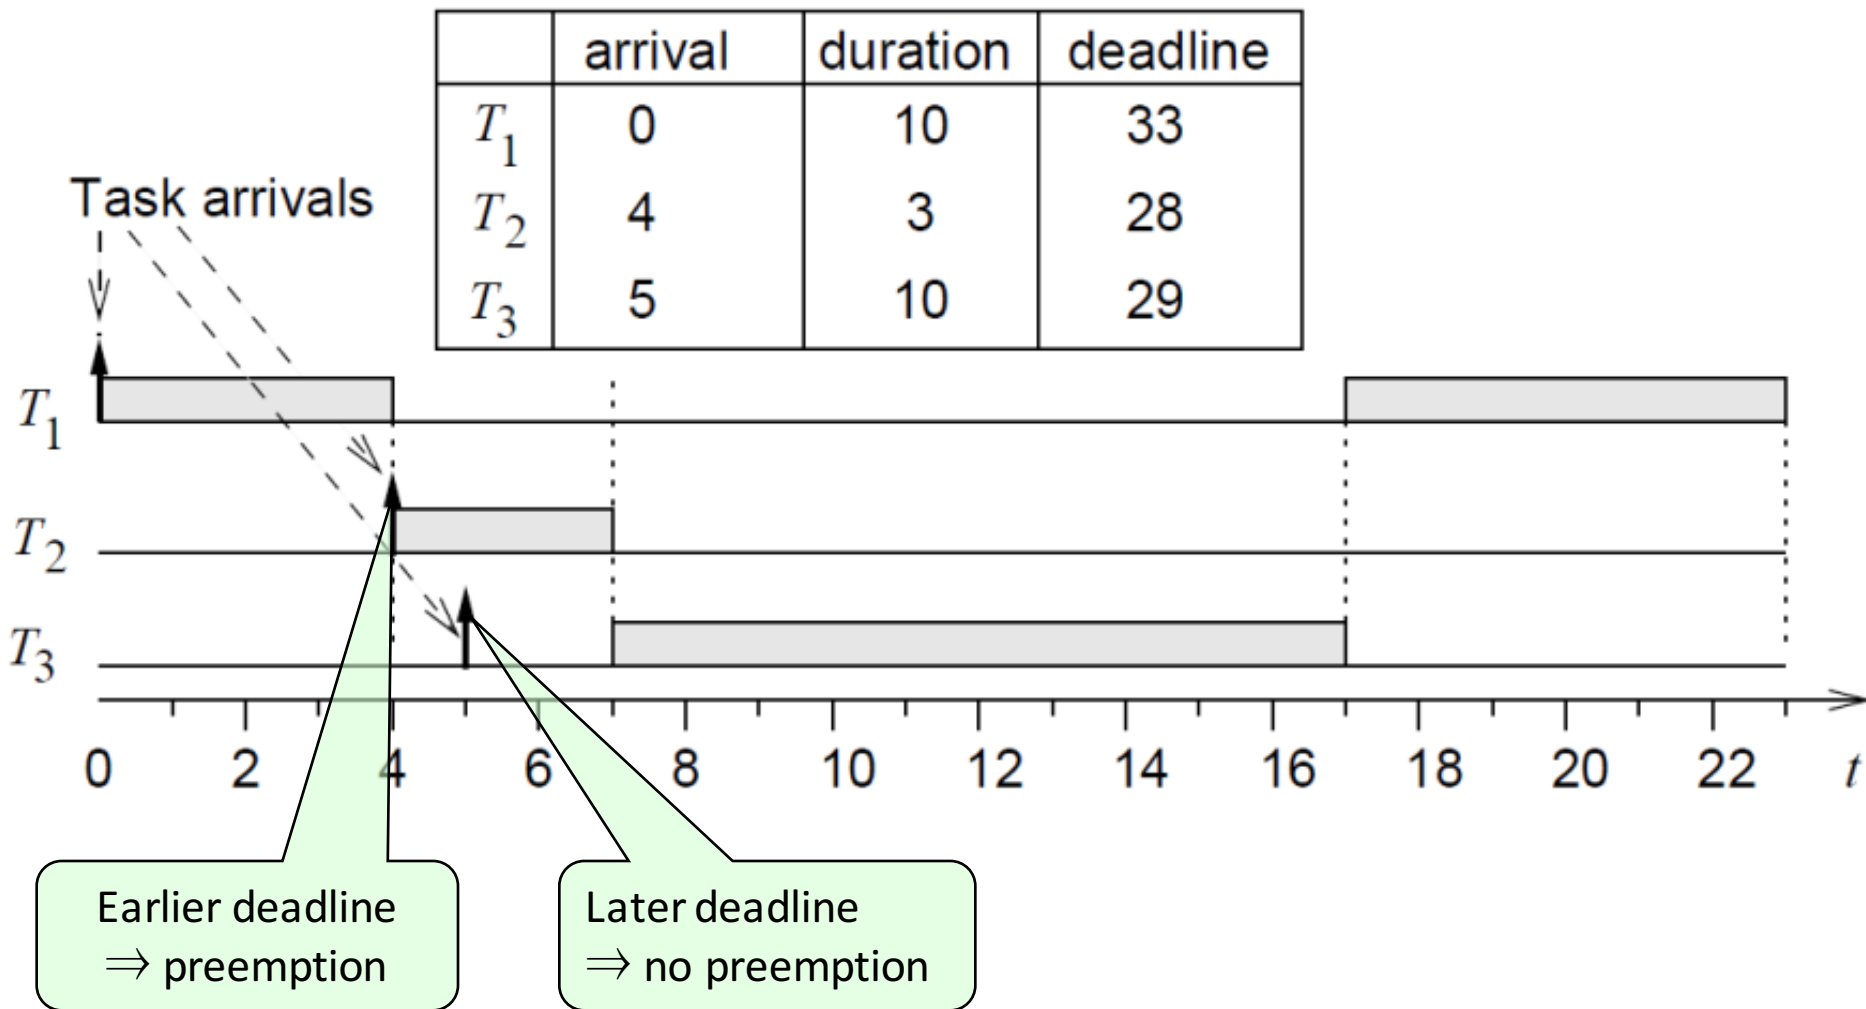 arrival duration deadline
T1 0 10 33
T2 4 3 28
T3 5 10 29
Task arrivals
T1
T2
T3
0 2 4 6 8 10 12 14 16 18 20 22 t
Earlier deadline
⇒ preemption
Later deadline
⇒ no preemption